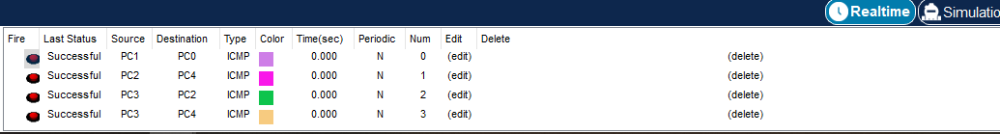 Realtime Simulatio
Fire Last Status Source Destination Type Color Time(sec) Periodic Num Edit Delete
Successful PC1 PC0 ICMP 0.000 N 0 (edit) (delete)
Successful PC2 PC4 ICMP 0.000 N 1 (edit) (delete)
Successful PC3 PC2 ICMP 0.000 N 2 (edit) (delete)
Successful PC3 PC4 ICMP 0.000 N 3 (edit) (delete)